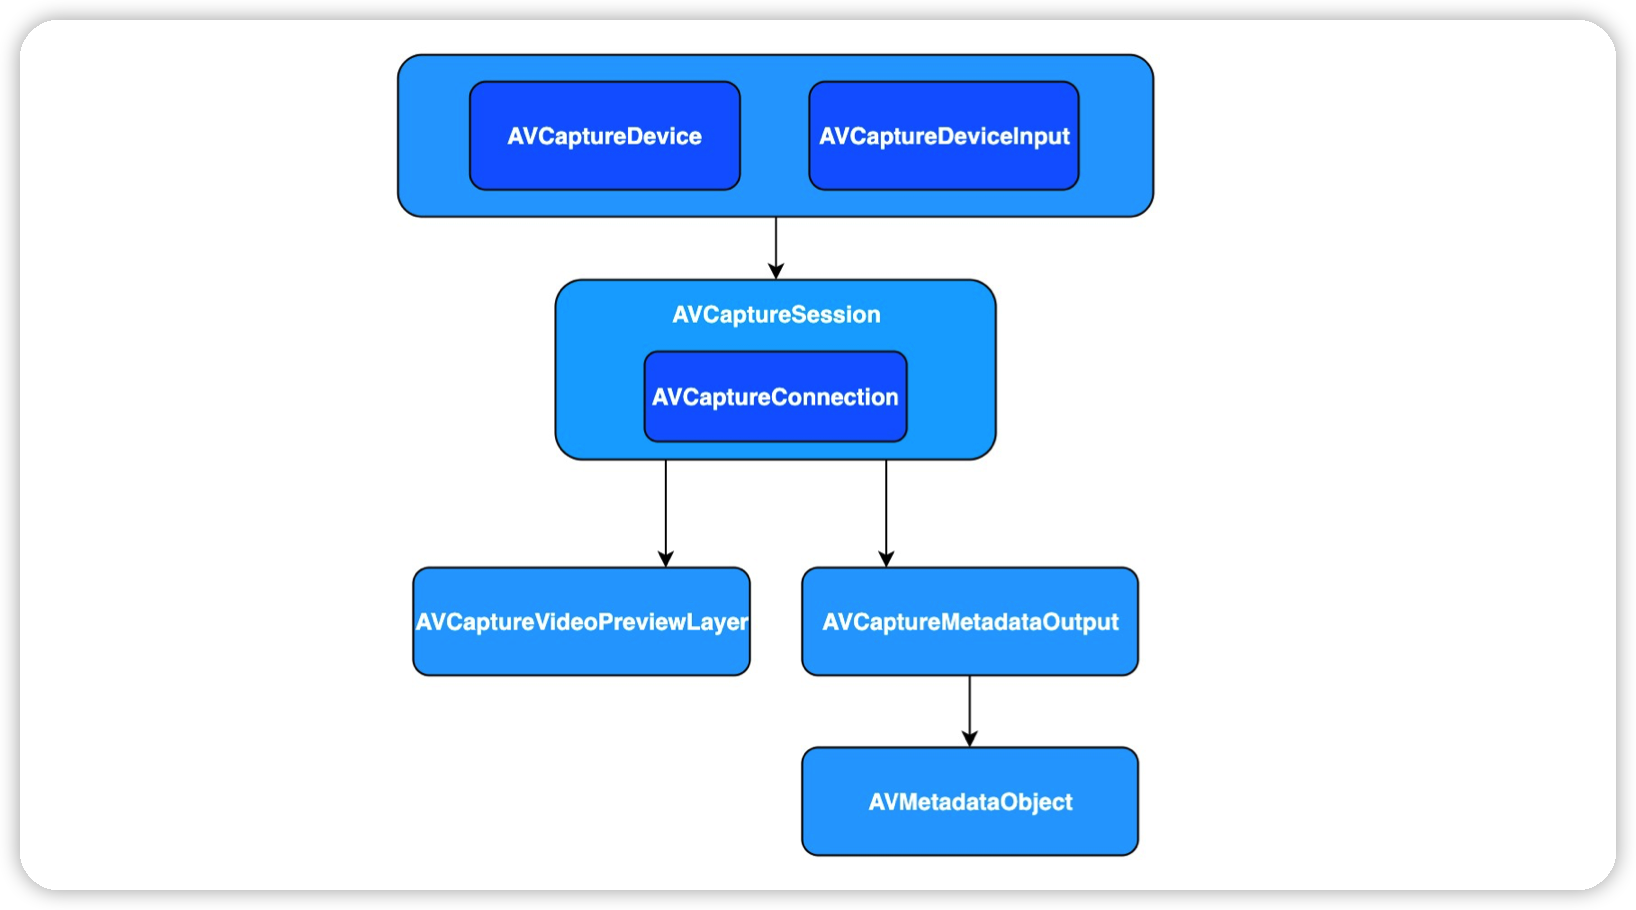 AVCaptureDevice
AVCaptureDeviceInput
AVCaptureSession
AVCaptureConnection
AVCaptureVideoPreviewLayer
AVCaptureMetadataOutput
AVMetadataObject